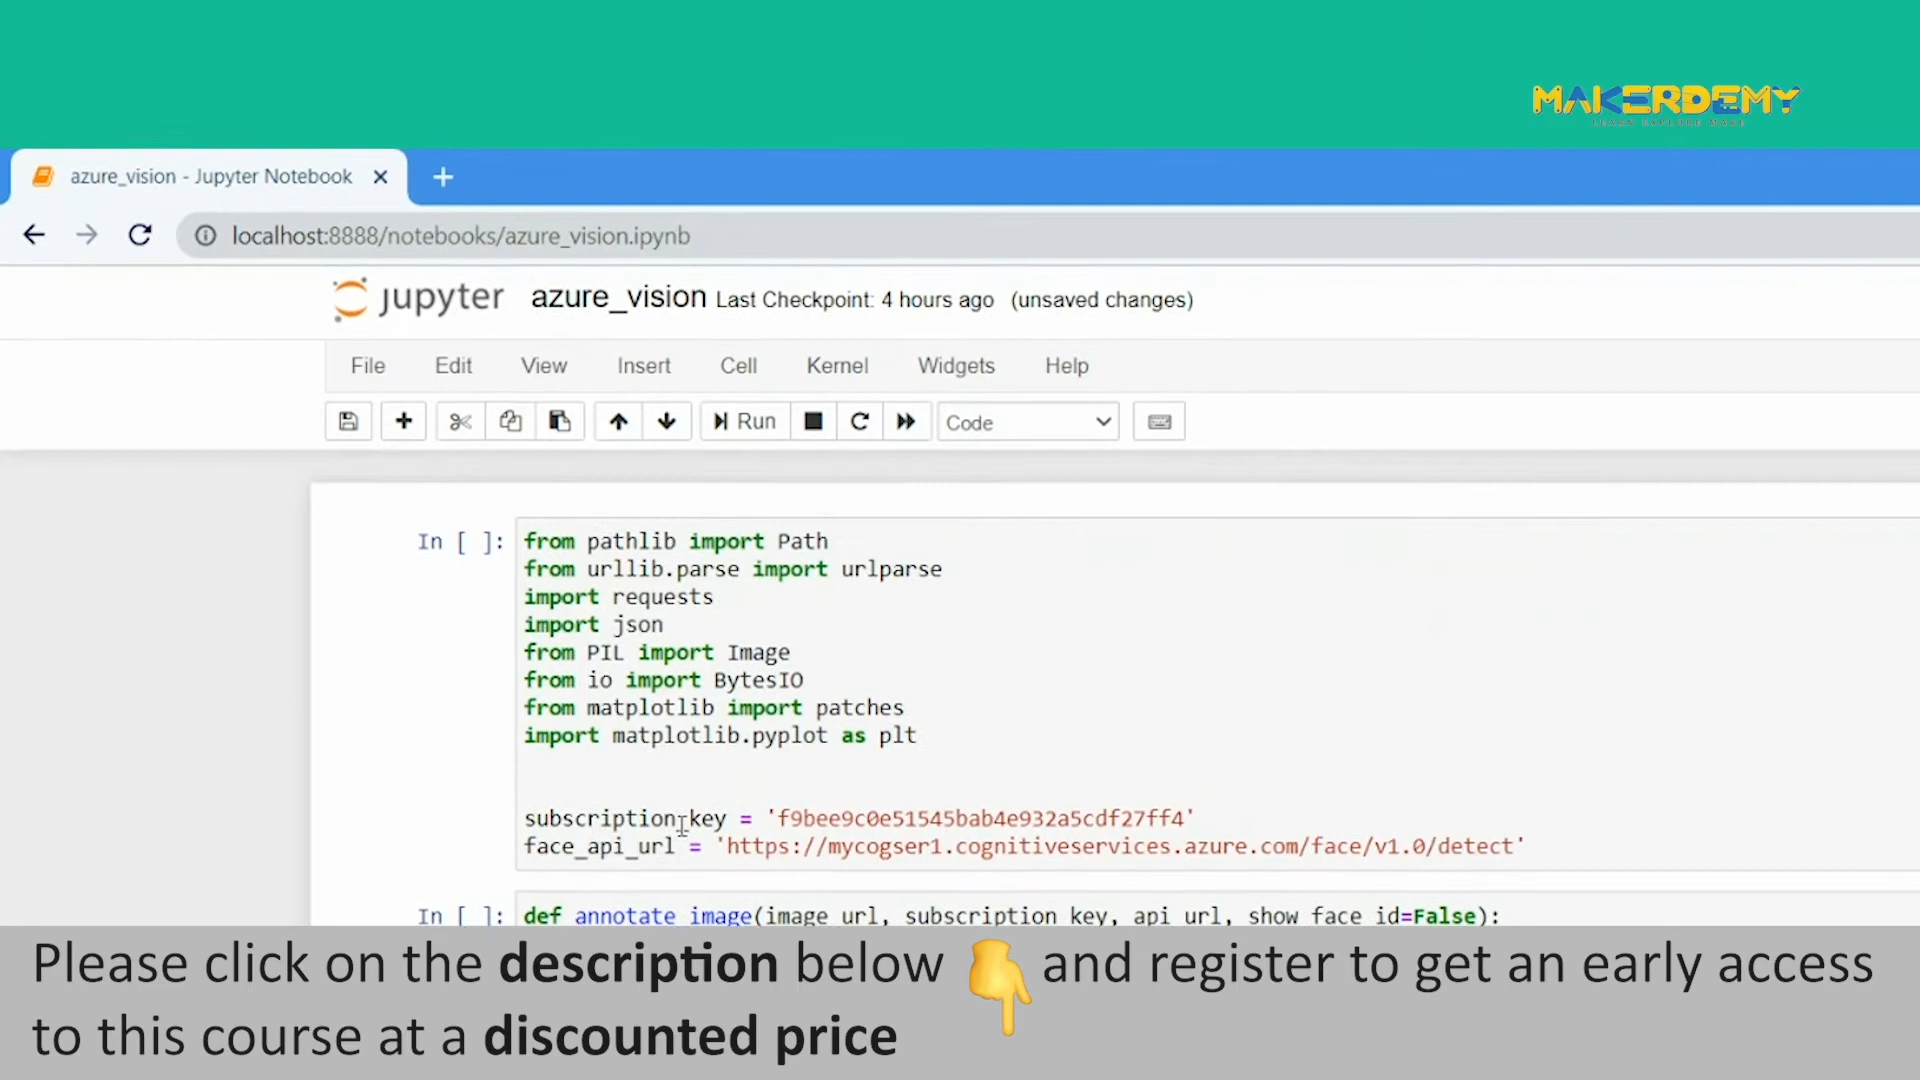 MAKERDEMY
LEARN EXPLORE MAKE
azure_vision - Jupyter Notebook
localhost:8888/notebooks/azure_vision.ipynb
jupyter azure_vision Last Checkpoint: 4 hours ago (unsaved changes)
File Edit View Insert Cell Kernel Widgets Help
Run Code
In [ ]: from pathlib import Path
from urllib.parse import urlparse
import requests
import json
from PIL import Image
from io import BytesIO
from matplotlib import patches
import matplotlib.pyplot as plt
subscription_key = 'f9bee9c0e51545bab4e932a5cdf27ff4'
face_api_url = 'https://mycogser1.cognitiveservices.azure.com/face/v1.0/detect'
In [ ]: def annotate_image(image_url, subscription_key, api_url, show_face_id=False):
Please click on the description below 👇 and register to get an early access
to this course at a discounted price